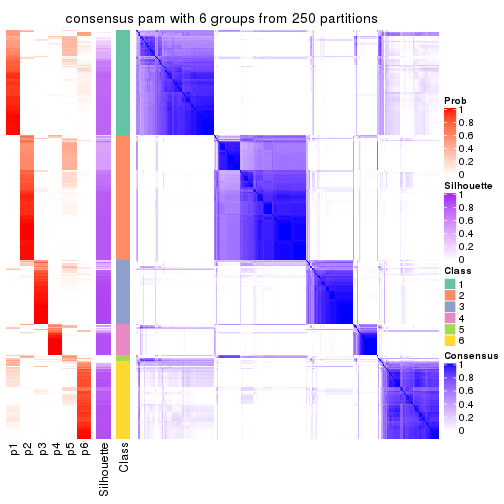 consensus pam with 6 groups from 250 partitions
Prob
1
0.8
0.6
0.4
0.2
0
Silhouette
1
0.8
0.6
0.4
0.2
0
Class
1
2
3
4
5
6
Consensus
1
0.8
0.6
0.4
0.2
0
p1
p2
p3
p4
p5
p6
Silhouette
Class